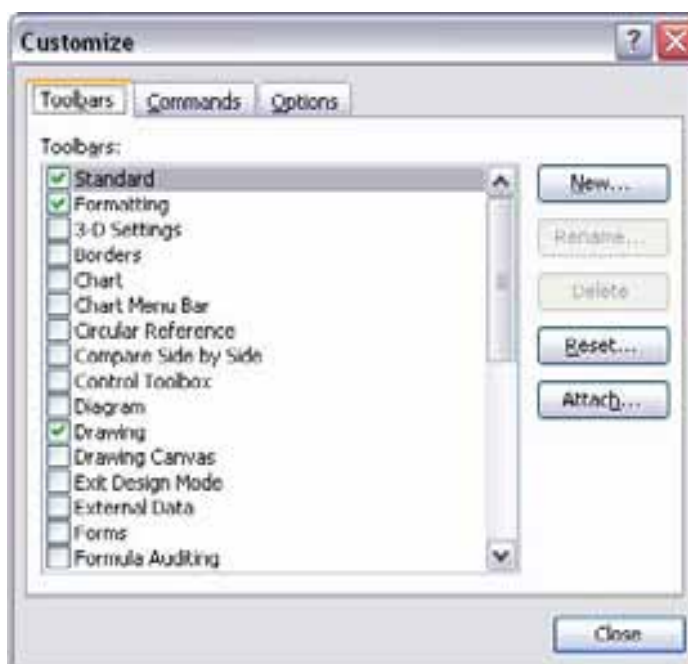 Customize
?
Toolbars Commands Options
Toolbars:
Standard
Formatting
3-D Settings
Borders
Chart
Chart Menu Bar
Circular Reference
Compare Side by Side
Control Toolbox
Diagram
Drawing
Drawing Canvas
Exit Design Mode
External Data
Forms
Formula Auditing
New...
Rename...
Delete
Reset...
Attach...
Close